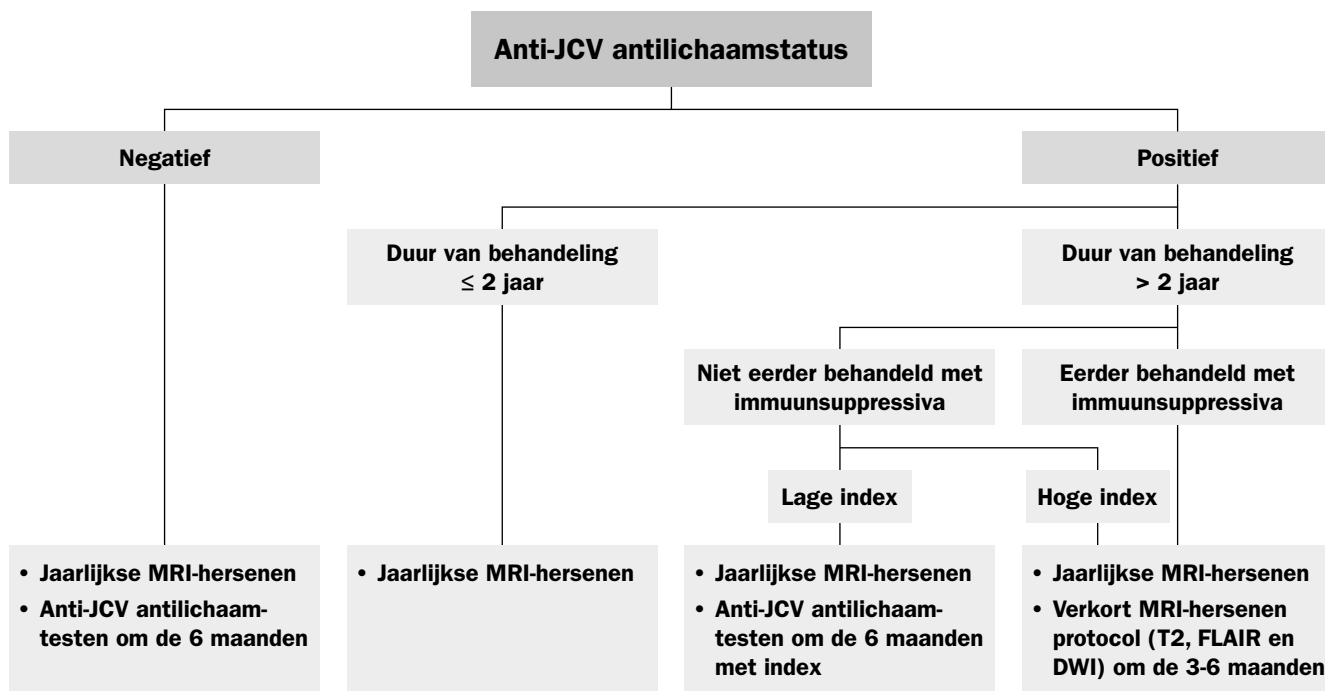 Anti-JCV antilichaamstatus
Negatief
Positief
Duur van behandeling
≤ 2 jaar
Duur van behandeling
> 2 jaar
Niet eerder behandeld met
immuunsuppressiva
Eerder behandeld met
immuunsuppressiva
Lage index
Hoge index
• Jaarlijkse MRI-hersenen
• Anti-JCV antilichaam-
testen om de 6 maanden
• Jaarlijkse MRI-hersenen
• Jaarlijkse MRI-hersenen
• Anti-JCV antilichaam-
testen om de 6 maanden
met index
• Jaarlijkse MRI-hersenen
• Verkort MRI-hersenen
protocol (T2, FLAIR en
DWI) om de 3-6 maanden